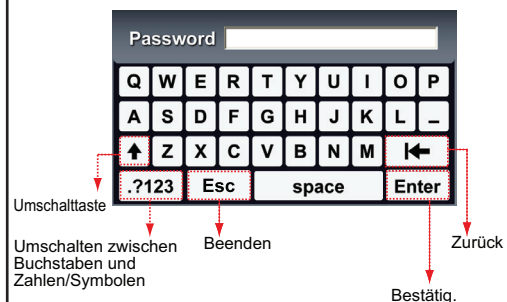 Password
Q W E R T Y U I O P
A S D F G H J K L _
Z X C V B N M
.?123 Esc space Enter
Umschalttaste
Umschalten zwischen
Buchstaben und
Zahlen/Symbolen
Beenden
Zurück
Bestätig.